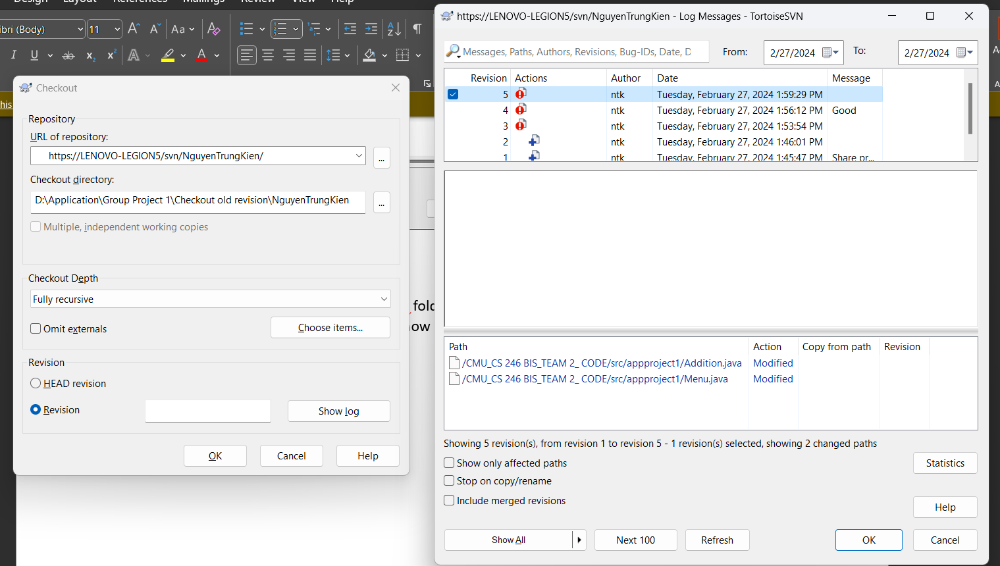 Design Layout References Mailings Review View Help
(Body) 11 Aa
I U ab x₂ x² A A
his
Checkout
Repository
URL of repository:
https://LENOVO-LEGION5/svn/NguyenTrungKien/
...
Checkout directory:
D:\Application\Group Project 1\Checkout old revision\NguyenTrungKien
...
Multiple, independent working copies
Checkout Depth
Fully recursive
Omit externals
Choose items...
Revision
HEAD revision
Revision
Show log
OK Cancel Help
fold
ow
https://LENOVO-LEGION5/svn/NguyenTrungKien - Log Messages - TortoiseSVN
Messages, Paths, Authors, Revisions, Bug-IDs, Date, D
From: 2/27/2024 To: 2/27/2024
Revision Actions Author Date Message
5 ntk Tuesday, February 27, 2024 1:59:29 PM
4 ntk Tuesday, February 27, 2024 1:56:12 PM Good
3 ntk Tuesday, February 27, 2024 1:53:54 PM
2 ntk Tuesday, February 27, 2024 1:46:01 PM
1 ntk Tuesday, February 27, 2024 1:45:47 PM Share pr...
Path Action Copy from path Revision
/CMU_CS 246 BIS_TEAM 2_ CODE/src/appproject1/Addition.java Modified
/CMU_CS 246 BIS_TEAM 2_ CODE/src/appproject1/Menu.java Modified
Showing 5 revision(s), from revision 1 to revision 5 - 1 revision(s) selected, showing 2 changed paths
Show only affected paths
Statistics
Stop on copy/rename
Include merged revisions
Help
Show All Next 100 Refresh OK Cancel